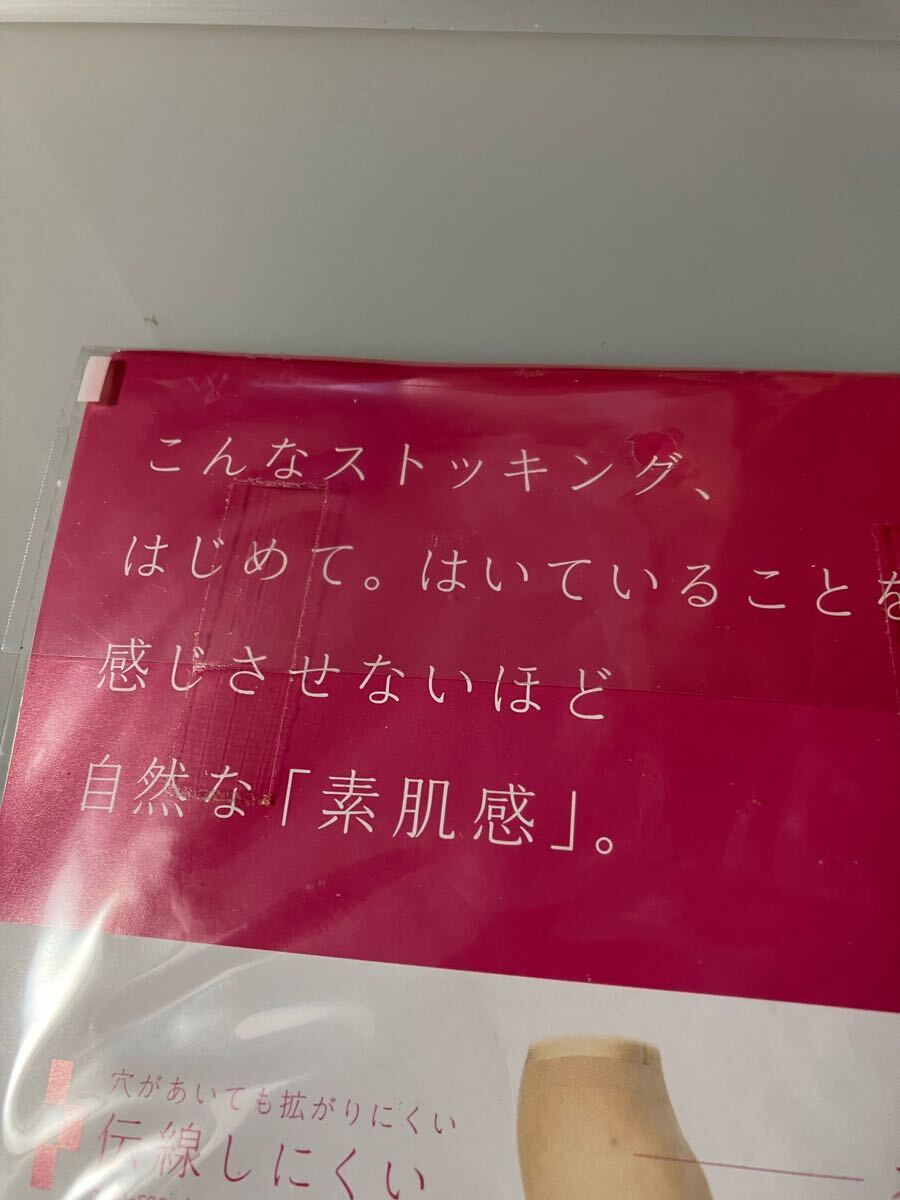 こんなストッキング、
はじめて。はいていることを
感じさせないほど
自然な「素肌感」。
穴があいても拡がりにくい
伝線しにくい